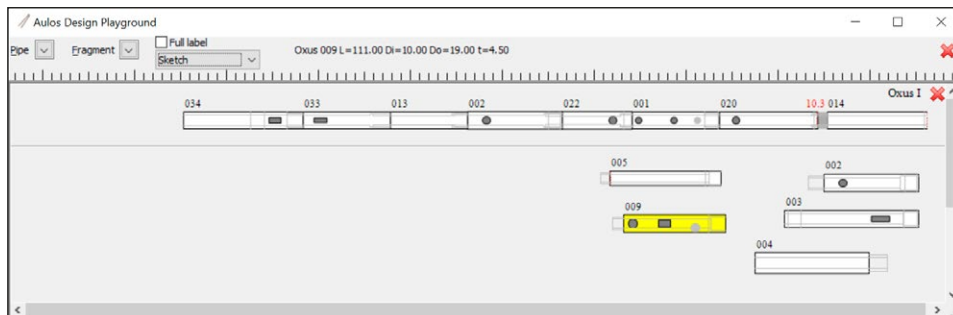 Aulos Design Playground
Pipe Fragment Full label Sketch Oxus 009 L=111.00 Di=10.00 Do=19.00 t=4.50
Oxus I
034 033 013 002 022 001 020 10.3 014
005 002
009 003
004